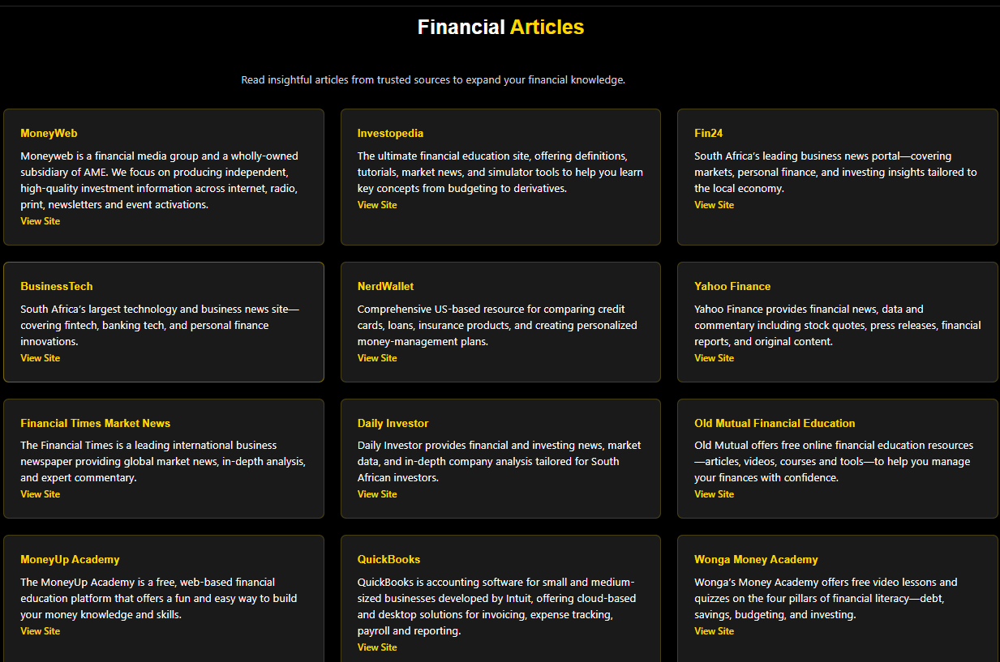 Financial Articles
Read insightful articles from trusted sources to expand your financial knowledge.
MoneyWeb
Moneyweb is a financial media group and a wholly-owned
subsidiary of AME. We focus on producing independent,
high-quality investment information across internet, radio,
print, newsletters and event activations.
View Site
Investopedia
The ultimate financial education site, offering definitions,
tutorials, market news, and simulator tools to help you learn
key concepts from budgeting to derivatives.
View Site
Fin24
South Africa's leading business news portal—covering
markets, personal finance, and investing insights tailored to
the local economy.
View Site
BusinessTech
South Africa's largest technology and business news site—
covering fintech, banking tech, and personal finance
innovations.
View Site
NerdWallet
Comprehensive US-based resource for comparing credit
cards, loans, insurance products, and creating personalized
money-management plans.
View Site
Yahoo Finance
Yahoo Finance provides financial news, data and
commentary including stock quotes, press releases, financial
reports, and original content.
View Site
Financial Times Market News
The Financial Times is a leading international business
newspaper providing global market news, in-depth analysis,
and expert commentary.
View Site
Daily Investor
Daily Investor provides financial and investing news, market
data, and in-depth company analysis tailored for South
African investors.
View Site
Old Mutual Financial Education
Old Mutual offers free online financial education resources
—articles, videos, courses and tools—to help you manage
your finances with confidence.
View Site
MoneyUp Academy
The MoneyUp Academy is a free, web-based financial
education platform that offers a fun and easy way to build
your money knowledge and skills.
View Site
QuickBooks
QuickBooks is accounting software for small and medium-
sized businesses developed by Intuit, offering cloud-based
and desktop solutions for invoicing, expense tracking,
payroll and reporting.
View Site
Wonga Money Academy
Wonga's Money Academy offers free video lessons and
quizzes on the four pillars of financial literacy—debt,
savings, budgeting, and investing.
View Site